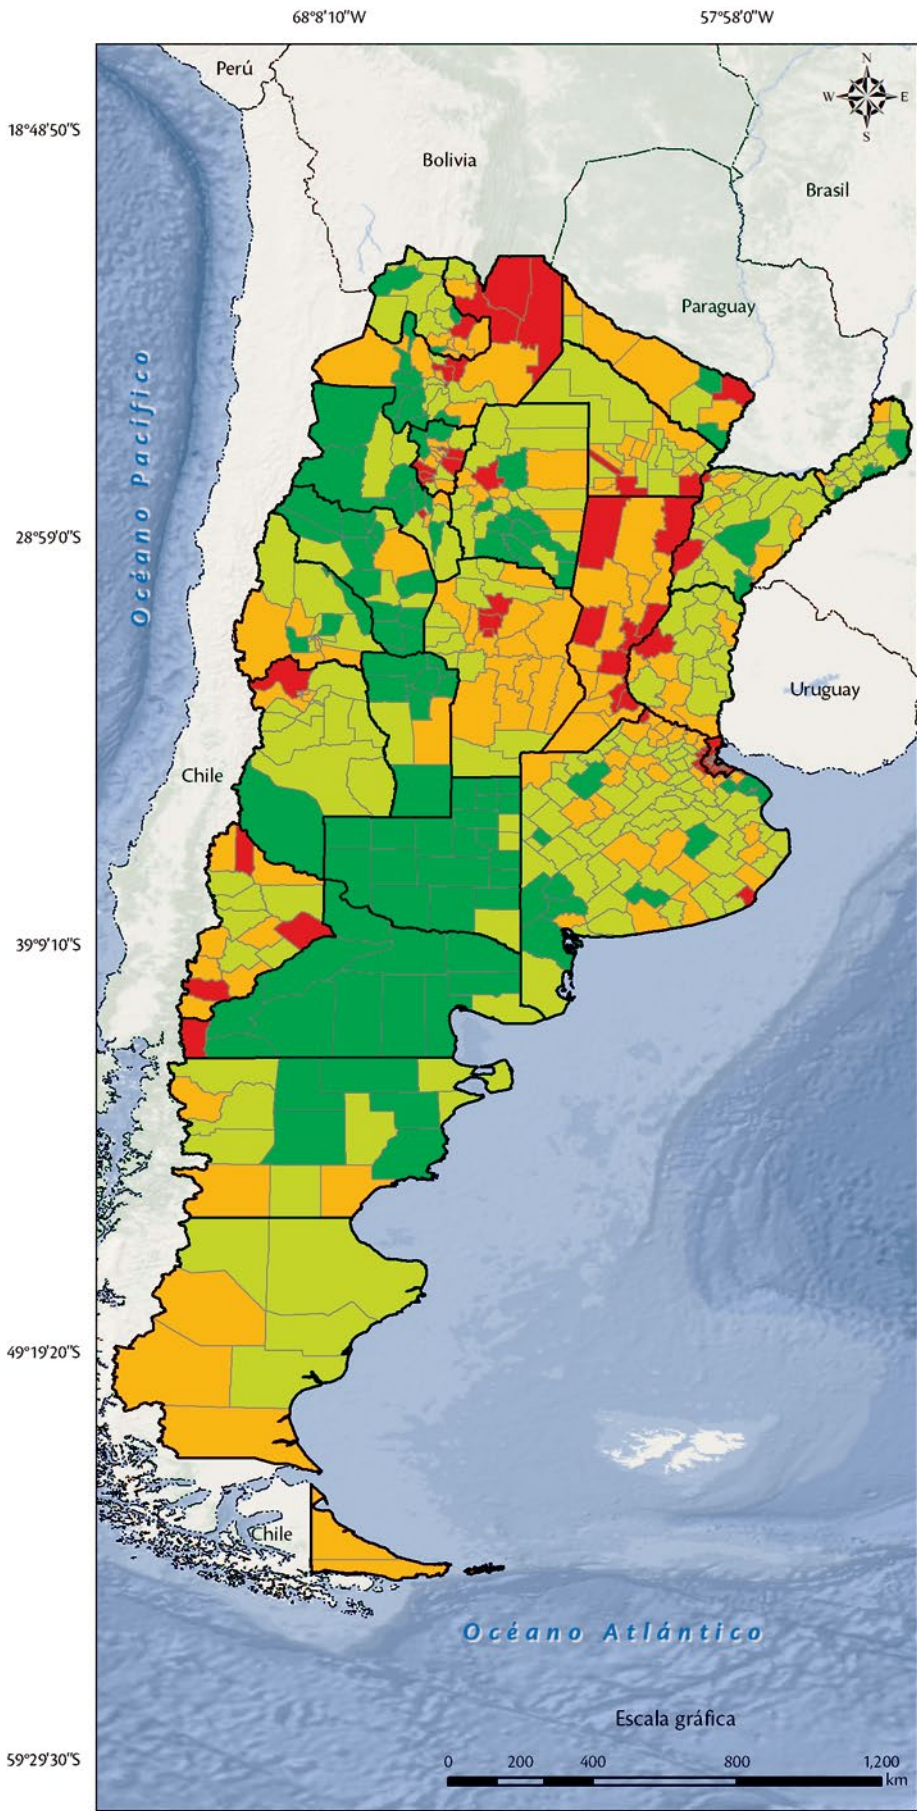 68°8'10"W
57°58'0"W
Perú
N
W
E
S
18°48'50"S
Bolivia
Brasil
Paraguay
Océano Pacífico
28°59'0"S
Uruguay
Chile
39°9'10"S
49°19'20"S
Chile
Océano Atlántico
Escala gráfica
59°29'30"S
0 200 400 800 1,200
km